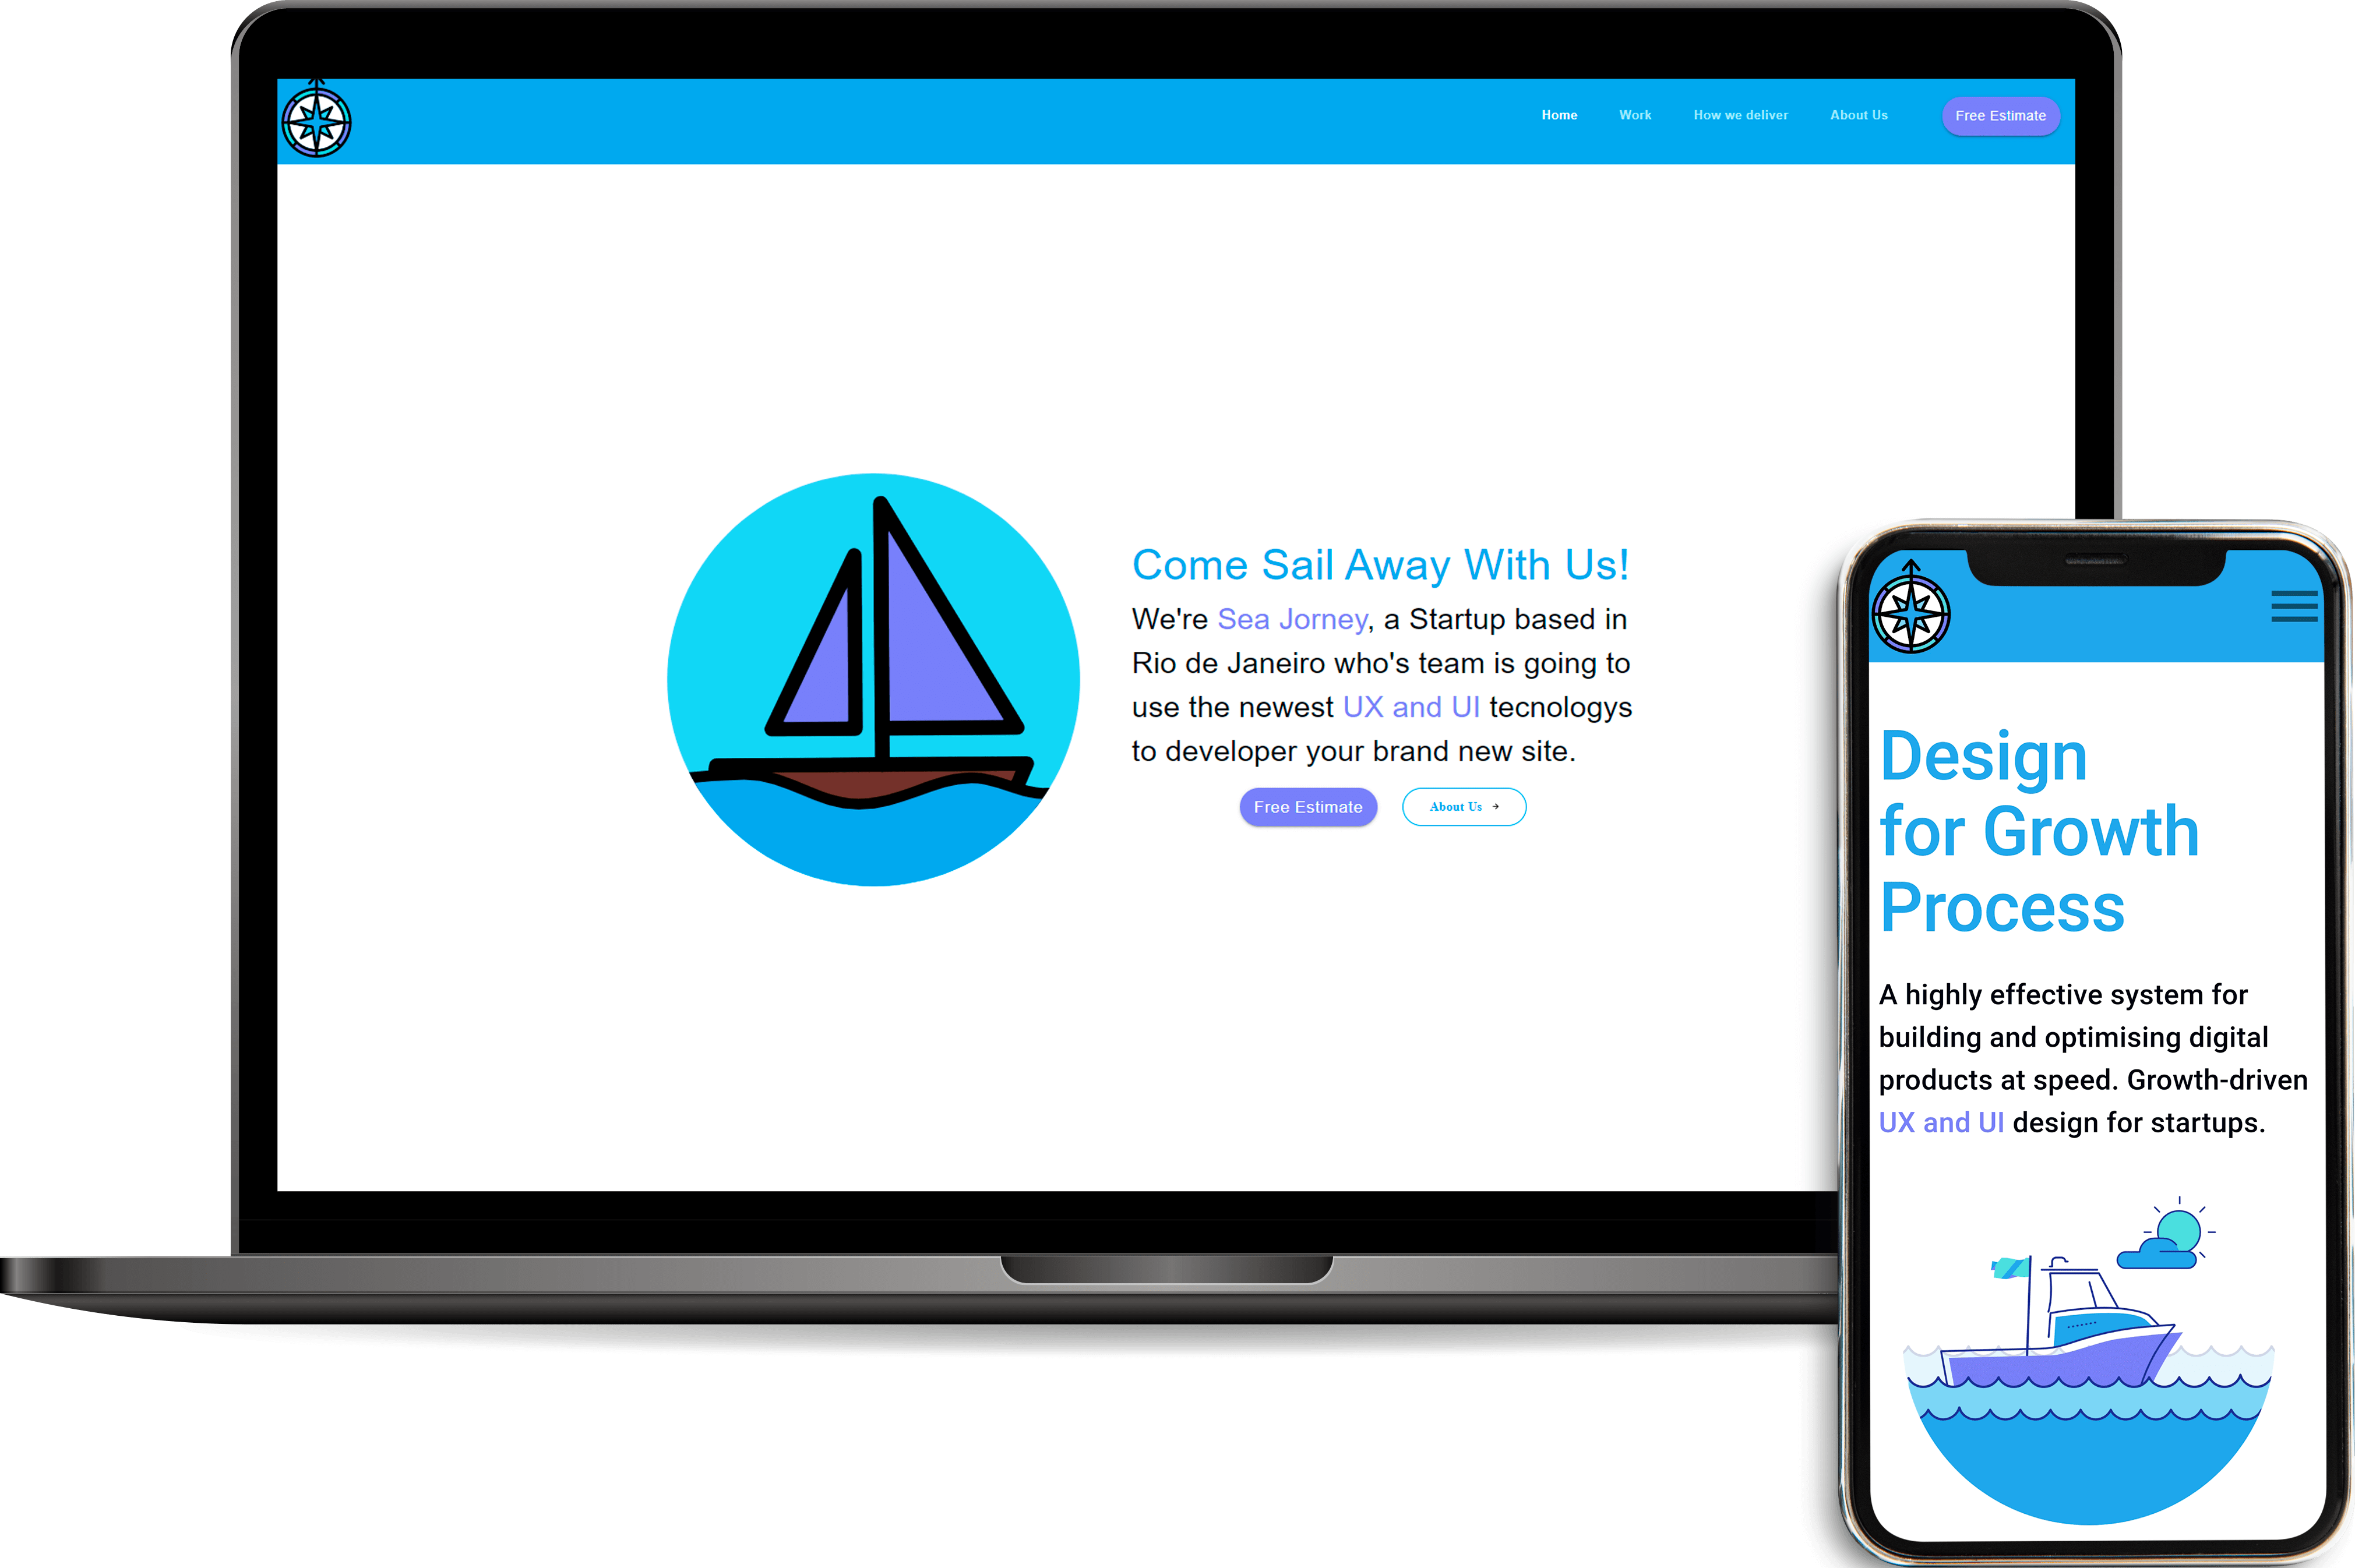 Home Work How we deliver About Us Free Estimate
Come Sail Away With Us!
We're Sea Jorney, a Startup based in
Rio de Janeiro who's team is going to
use the newest UX and UI tecnologys
to developer your brand new site.
Free Estimate About Us →
Design
for Growth
Process
A highly effective system for
building and optimising digital
products at speed. Growth-driven
UX and UI design for startups.